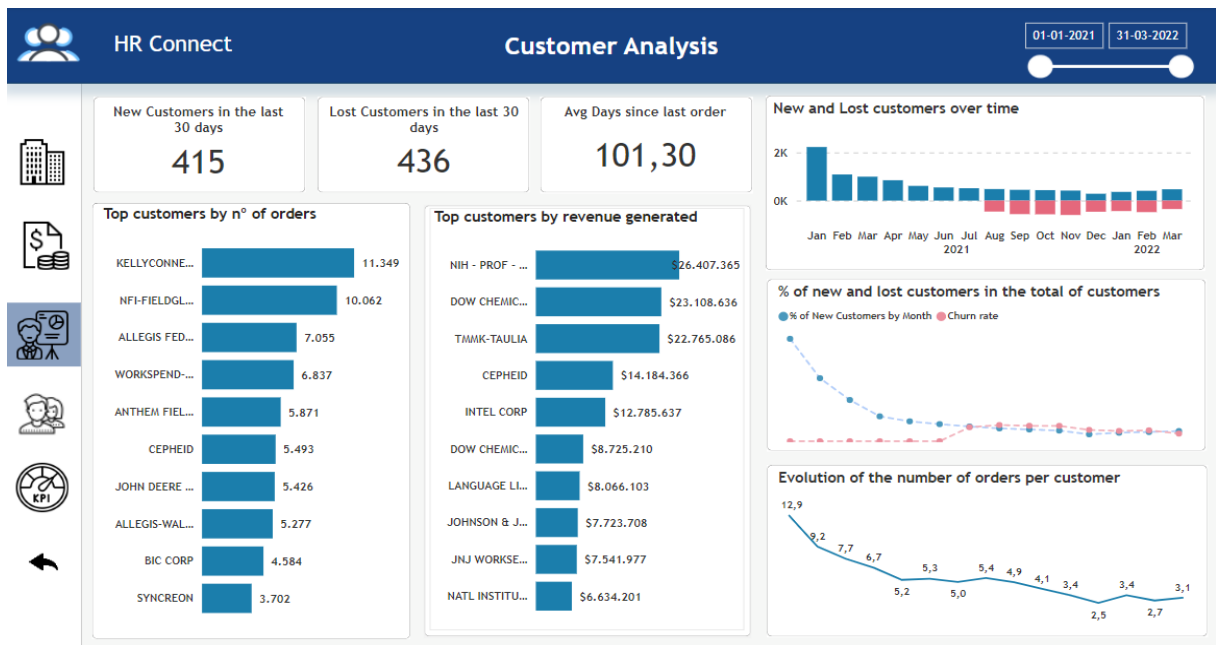 HR Connect
Customer Analysis
01-01-2021
31-03-2022
New Customers in the last
30 days
415
Lost Customers in the last 30
days
436
Avg Days since last order
101,30
Top customers by nº of orders
KELLYCONNE... 11.349
NFI-FIELDGL... 10.062
ALLEGIS FED... 7.055
WORKSPEND-... 6.837
ANTHEM FIEL... 5.871
CEPHEID 5.493
JOHN DEERE ... 5.426
ALLEGIS-WAL... 5.277
BIC CORP 4.584
SYNCREON 3.702
Top customers by revenue generated
NIH - PROF - ... $26.407.365
DOW CHEMIC... $23.108.636
TMMK-TAULIA $22.765.086
CEPHEID $14.184.366
INTEL CORP $12.785.637
DOW CHEMIC... $8.725.210
LANGUAGE LI... $8.066.103
JOHNSON & J... $7.723.708
JNJ WORKSE... $7.541.977
NATL INSTITU... $6.634.201
New and Lost customers over time
2K
0K
Jan Feb Mar Apr May Jun Jul Aug Sep Oct Nov Dec Jan Feb Mar
2021 2022
% of new and lost customers in the total of customers
% of New Customers by Month Churn rate
Evolution of the number of orders per customer
12,9
9,2
7,7
6,7
5,2
5,3
5,0
5,4
4,9
4,1
3,4
2,5
3,4
2,7
3,1
KPI